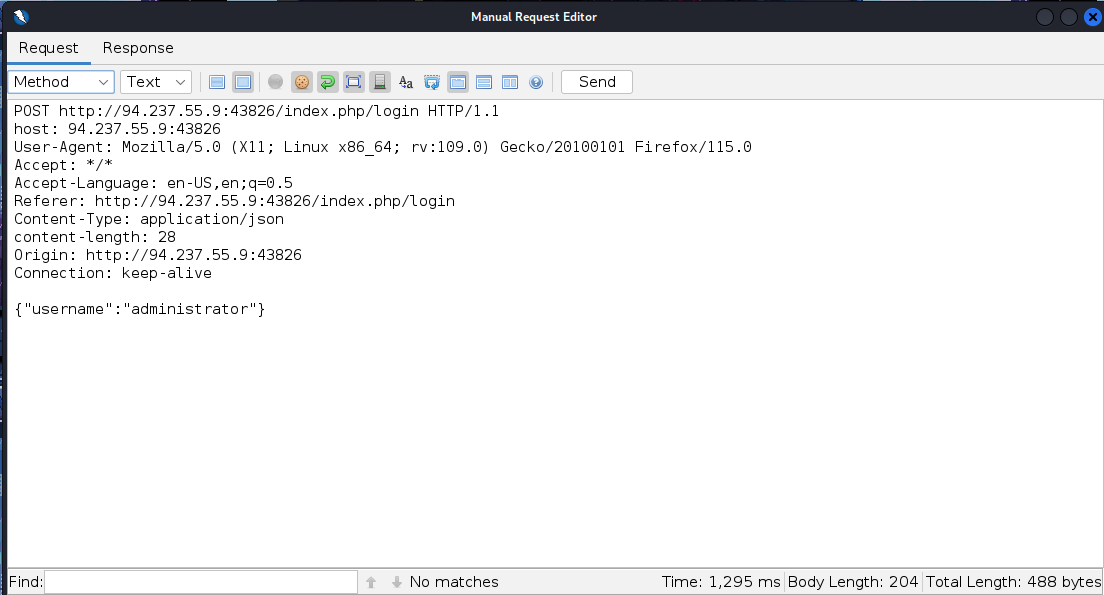 Manual Request Editor
Request Response
Method Text Send
POST http://94.237.55.9:43826/index.php/login HTTP/1.1
host: 94.237.55.9:43826
User-Agent: Mozilla/5.0 (X11; Linux x86_64; rv:109.0) Gecko/20100101 Firefox/115.0
Accept: */*
Accept-Language: en-US,en;q=0.5
Referer: http://94.237.55.9:43826/index.php/login
Content-Type: application/json
content-length: 28
Origin: http://94.237.55.9:43826
Connection: keep-alive
{"username":"administrator"}
Find: No matches Time: 1,295 ms Body Length: 204 Total Length: 488 bytes